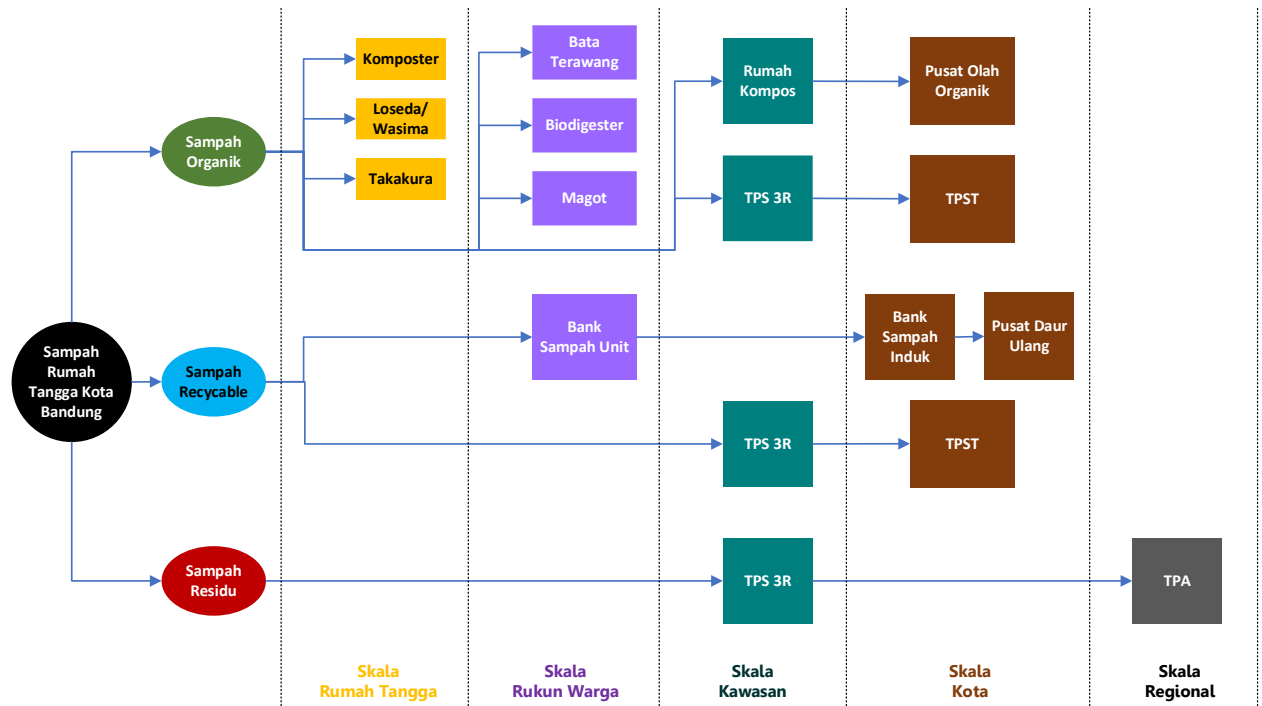 Komposter
Loseda/
Wasima
Takakura
Bata
Terawang
Biodigester
Magot
Rumah
Kompos
TPS 3R
Pusat Olah
Organik
TPST
Sampah
Organik
Sampah
Rumah
Tangga Kota
Bandung
Sampah
Recycable
Bank
Sampah Unit
Bank
Sampah
Induk
Pusat Daur
Ulang
TPS 3R
TPST
Sampah
Residu
TPS 3R
TPA
Skala
Rumah Tangga
Skala
Rukun Warga
Skala
Kawasan
Skala
Kota
Skala
Regional